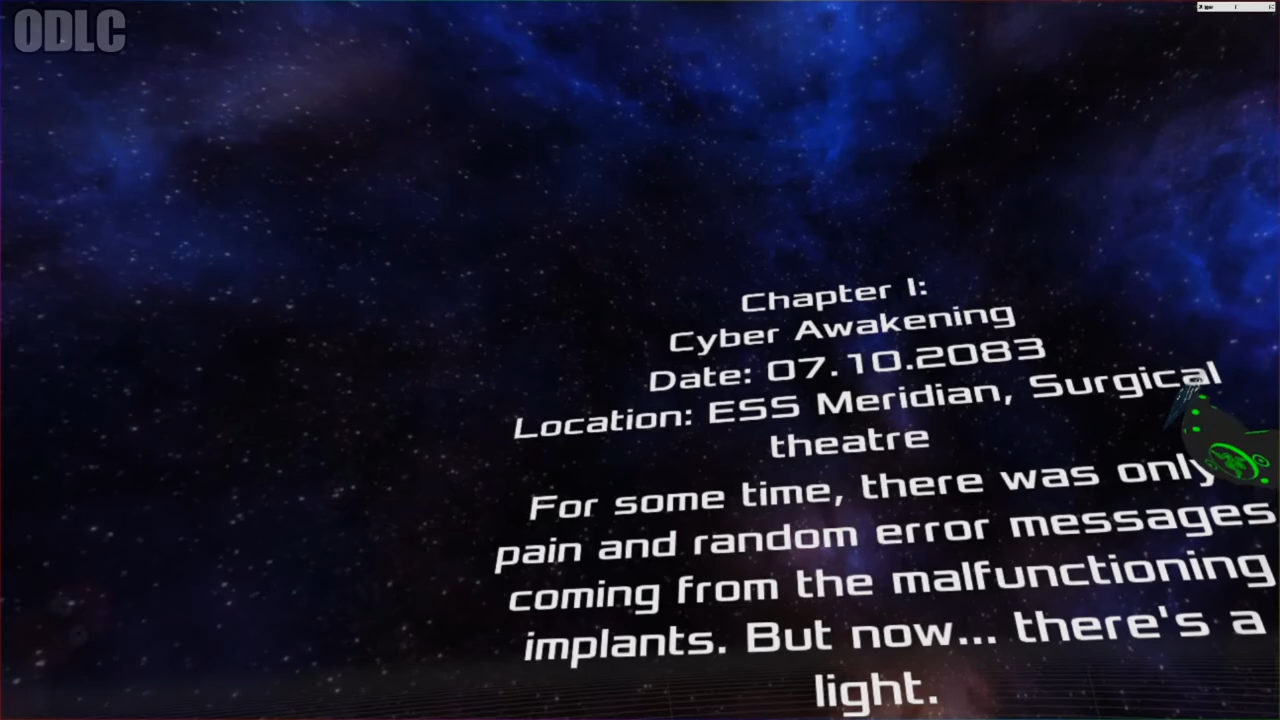 ODLC
Chapter I:
Cyber Awakening
Date: 07.10.2083
Location: ESS Meridian, Surgical
theatre
For some time, there was only
pain and random error messages
coming from the malfunctioning
implants. But now... there's a
light.